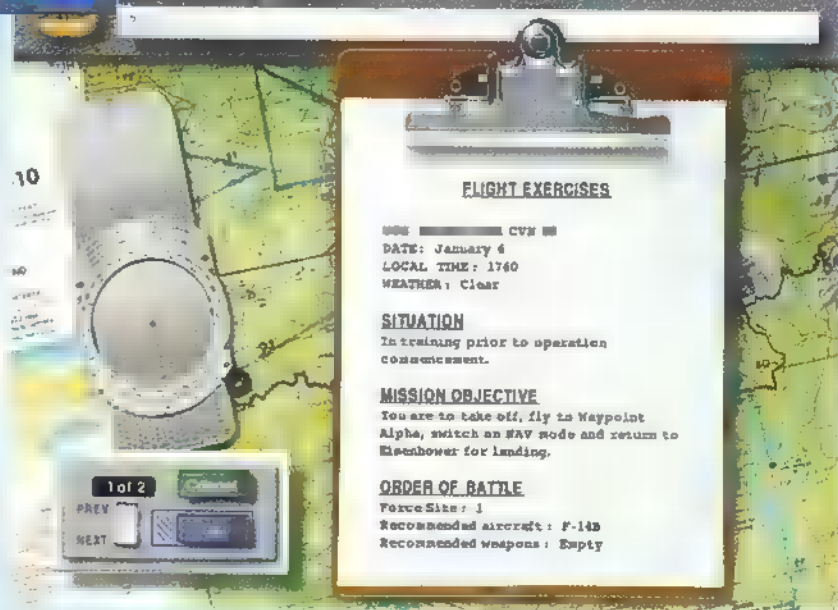 10
FLIGHT EXERCISES
CVN
DATE: January 6
LOCAL TIME: 1740
WEATHER: Clear
SITUATION
In training prior to operation
commencement.
MISSION OBJECTIVE
You are to take off, fly to Waypoint
Alpha, switch on NAV mode and return to
Eisenhower for landing.
ORDER OF BATTLE
Force Size: 1
Recommended aircraft: F-14B
Recommended weapons: Empty
1 of 2
PREV
NEXT